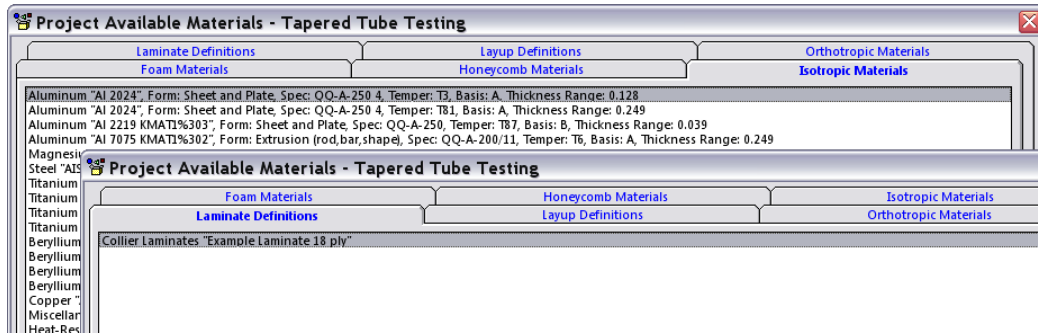 Project Available Materials - Tapered Tube Testing
Laminate Definitions Layup Definitions Orthotropic Materials
Foam Materials Honeycomb Materials Isotropic Materials
Aluminum "Al 2024", Form: Sheet and Plate, Spec: QQ-A-250 4, Temper: T3, Basis: A, Thickness Range: 0.128
Aluminum "Al 2024", Form: Sheet and Plate, Spec: QQ-A-250 4, Temper: T81, Basis: A, Thickness Range: 0.249
Aluminum "Al 2219 KMAT1%303", Form: Sheet and Plate, Spec: QQ-A-250, Temper: T87, Basis: B, Thickness Range: 0.039
Aluminum "Al 7075 KMAT1%302", Form: Extrusion (rod,bar,shape), Spec: QQ-A-200/11, Temper: T6, Basis: A, Thickness Range: 0.249
Magnesiu
Steel "AIS
Titanium
Titanium
Titanium
Titanium
Beryllium
Beryllium
Beryllium
Beryllium
Copper
Miscellar
Heat-Res
Project Available Materials - Tapered Tube Testing
Foam Materials Honeycomb Materials Isotropic Materials
Laminate Definitions Layup Definitions Orthotropic Materials
Collier Laminates "Example Laminate 18 ply"